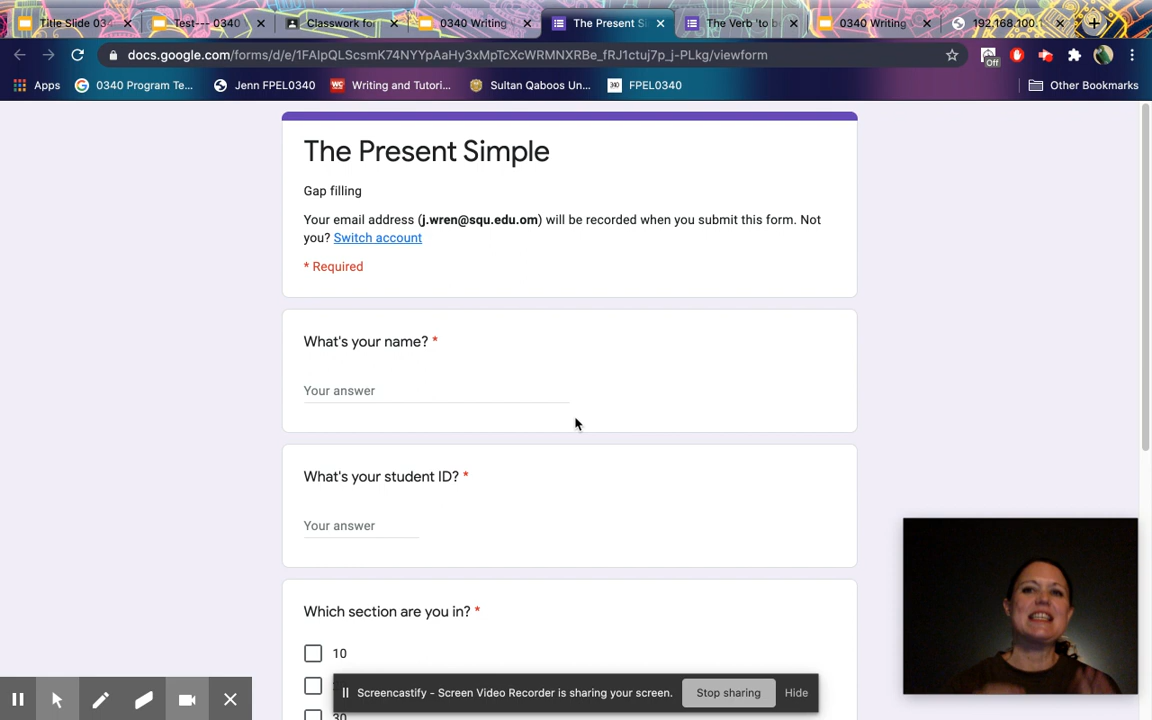 Title Slide 03
Test--- 0340
Classwork fo
0340 Writing
The Present Si
The Verb 'to b
0340 Writing
192.168.100.1
docs.google.com/forms/d/e/1FAIpQLScsmK74NYYpAaHy3xMpTcXcWRMNXRBe_fRJ1ctuj7p_j-PLkg/viewform
Off
Apps
0340 Program Te...
Jenn FPEL0340
Writing and Tutori...
Sultan Qaboos Un...
FPEL0340
Other Bookmarks
The Present Simple
Gap filling
Your email address (j.wren@squ.edu.om) will be recorded when you submit this form. Not
you? Switch account
* Required
What's your name? *
Your answer
What's your student ID? *
Your answer
Which section are you in? *
10
Screencastify - Screen Video Recorder is sharing your screen.
Stop sharing
Hide
30